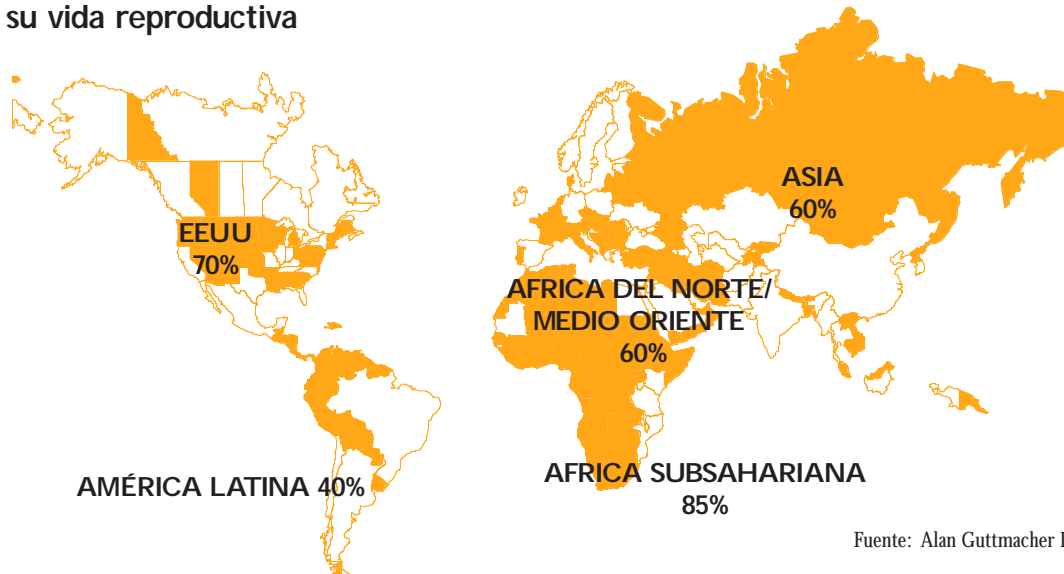 su vida reproductiva
ASIA
60%
EEUU
70%
AFRICA DEL NORTE/
MEDIO ORIENTE
60%
AFRICA SUBSAHARIANA
85%
AMÉRICA LATINA 40%
Fuente: Alan Guttmacher